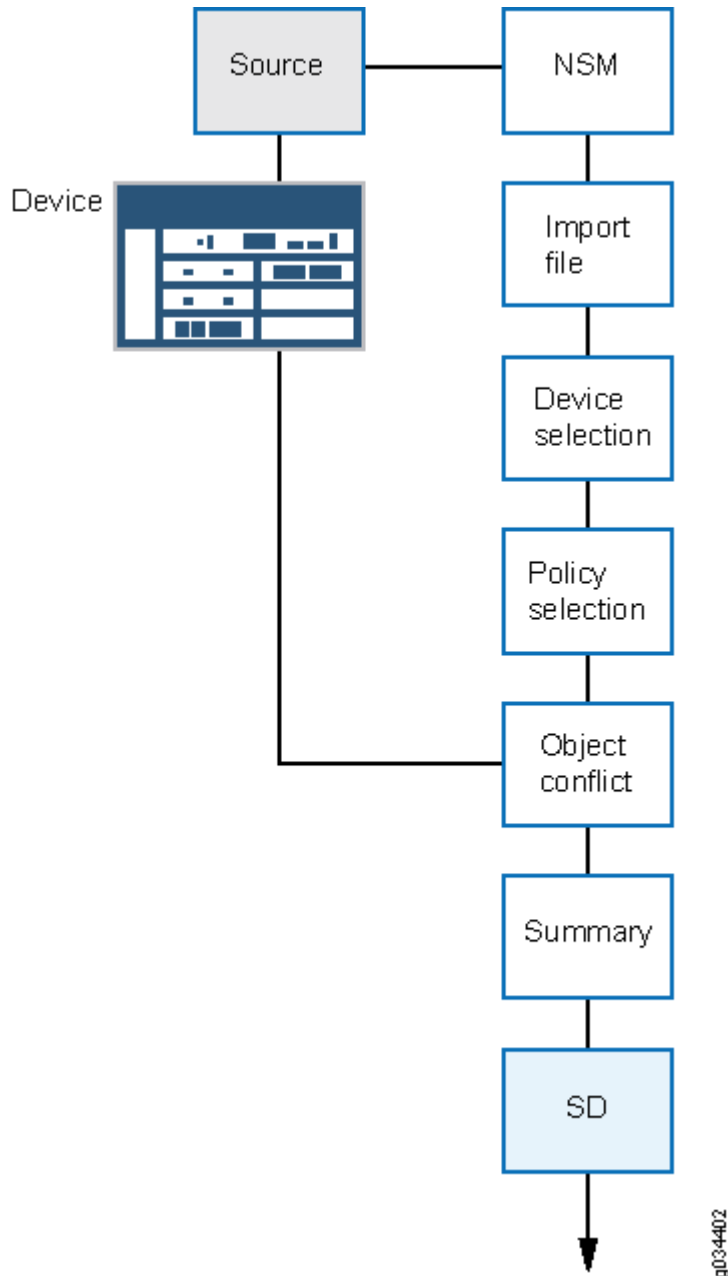 Source
NSM
Device
Import
file
Device
selection
Policy
selection
Object
conflict
Summary
SD
g034402